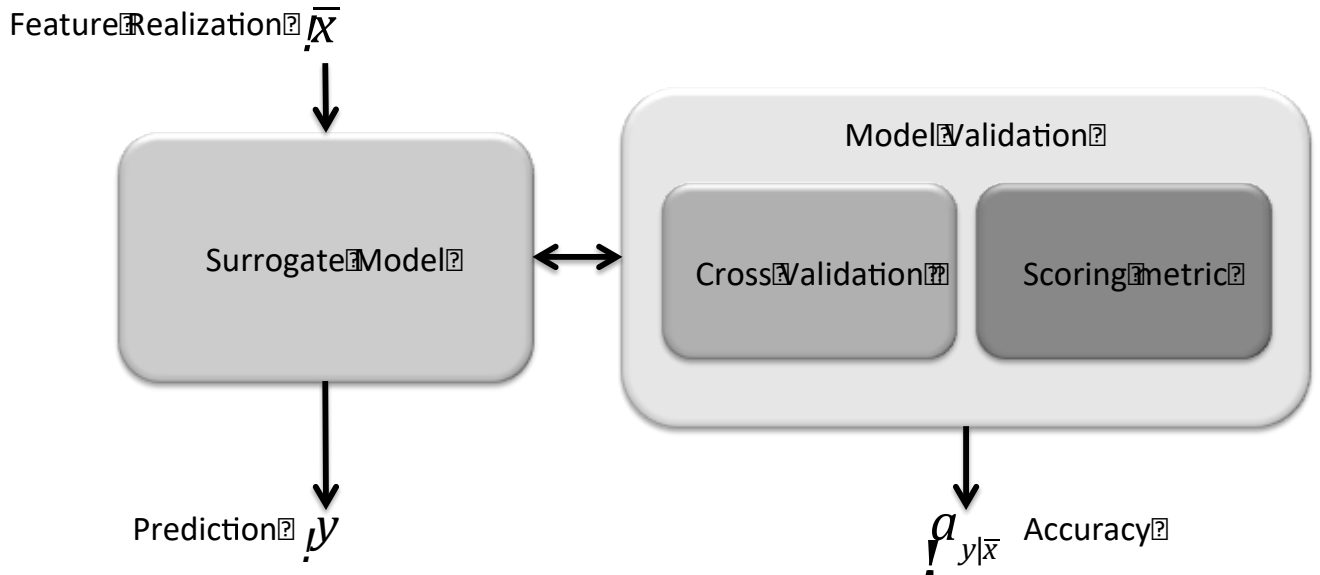 Feature Realization x̅
Model Validation
Surrogate Model
Cross Validation
Scoring metric
Prediction y
a y|x̅ Accuracy